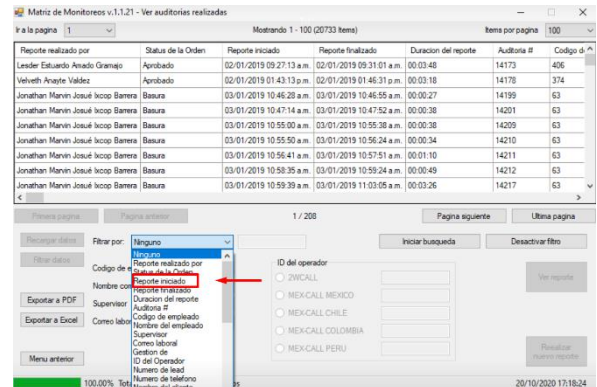 Matriz de Monitoreos v.1.1.21 - Ver auditorias realizadas
Ir a la pagina 1 Mostrando 1 - 100 (20733 Items) Items por pagina 100
Reporte realizado por Status de la Orden Reporte iniciado Reporte finalizado Duracion del reporte Auditoria # Codigo d
Lesder Estuardo Amado Gramajo Aprobado 02/01/2019 09:27:13 a.m. 02/01/2019 09:31:01 a.m. 00:03:48 14173 406
Velveth Anayte Valdez Aprobado 02/01/2019 01:43:13 p.m. 02/01/2019 01:46:31 p.m. 00:03:18 14178 374
Jonathan Marvin Josué Ixcop Barrera Basura 03/01/2019 10:46:28 a.m. 03/01/2019 10:46:55 a.m. 00:00:27 14199 63
Jonathan Marvin Josué Ixcop Barrera Basura 03/01/2019 10:47:14 a.m. 03/01/2019 10:47:52 a.m. 00:00:38 14201 63
Jonathan Marvin Josué Ixcop Barrera Basura 03/01/2019 10:55:00 a.m. 03/01/2019 10:55:38 a.m. 00:00:38 14209 63
Jonathan Marvin Josué Ixcop Barrera Basura 03/01/2019 10:55:50 a.m. 03/01/2019 10:56:24 a.m. 00:00:34 14210 63
Jonathan Marvin Josué Ixcop Barrera Basura 03/01/2019 10:56:41 a.m. 03/01/2019 10:57:51 a.m. 00:01:10 14211 63
Jonathan Marvin Josué Ixcop Barrera Basura 03/01/2019 10:58:35 a.m. 03/01/2019 10:59:24 a.m. 00:00:49 14212 63
Jonathan Marvin Josué Ixcop Barrera Basura 03/01/2019 10:59:39 a.m. 03/01/2019 11:03:05 a.m. 00:03:26 14217 63
Primera pagina Pagina anterior 1 / 208 Pagina siguiente Ultima pagina
Recargar datos Filtrar por: Ninguno Iniciar busqueda Desactivar filtro
Filtrar datos
Ninguno
Reporte realizado por
Status de la Orden
Reporte iniciado
Reporte finalizado
Duracion del reporte
Auditoria #
Codigo de empleado
Nombre del empleado
Supervisor
Correo laboral
Gestion de
ID del Operador
Numero de lead
Numero de telefono
Codigo de e
Nombre com
Supervisor
Correo labor
ID del operador
2WCALL
MEX-CALL MEXICO
MEX-CALL CHILE
MEX-CALL COLOMBIA
MEX-CALL PERU
Ver reporte
Exportar a PDF
Exportar a Excel
Menu anterior
Reealizar
nuevo reporte
100.00% Tota os 20/10/2020 17:18:24